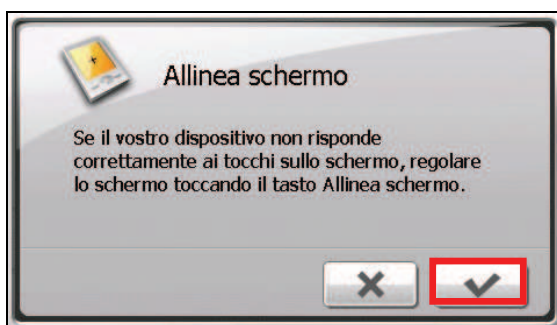 Allinea schermo
Se il vostro dispositivo non risponde
correttamente ai tocchi sullo schermo, regolare
lo schermo toccando il tasto Allinea schermo.